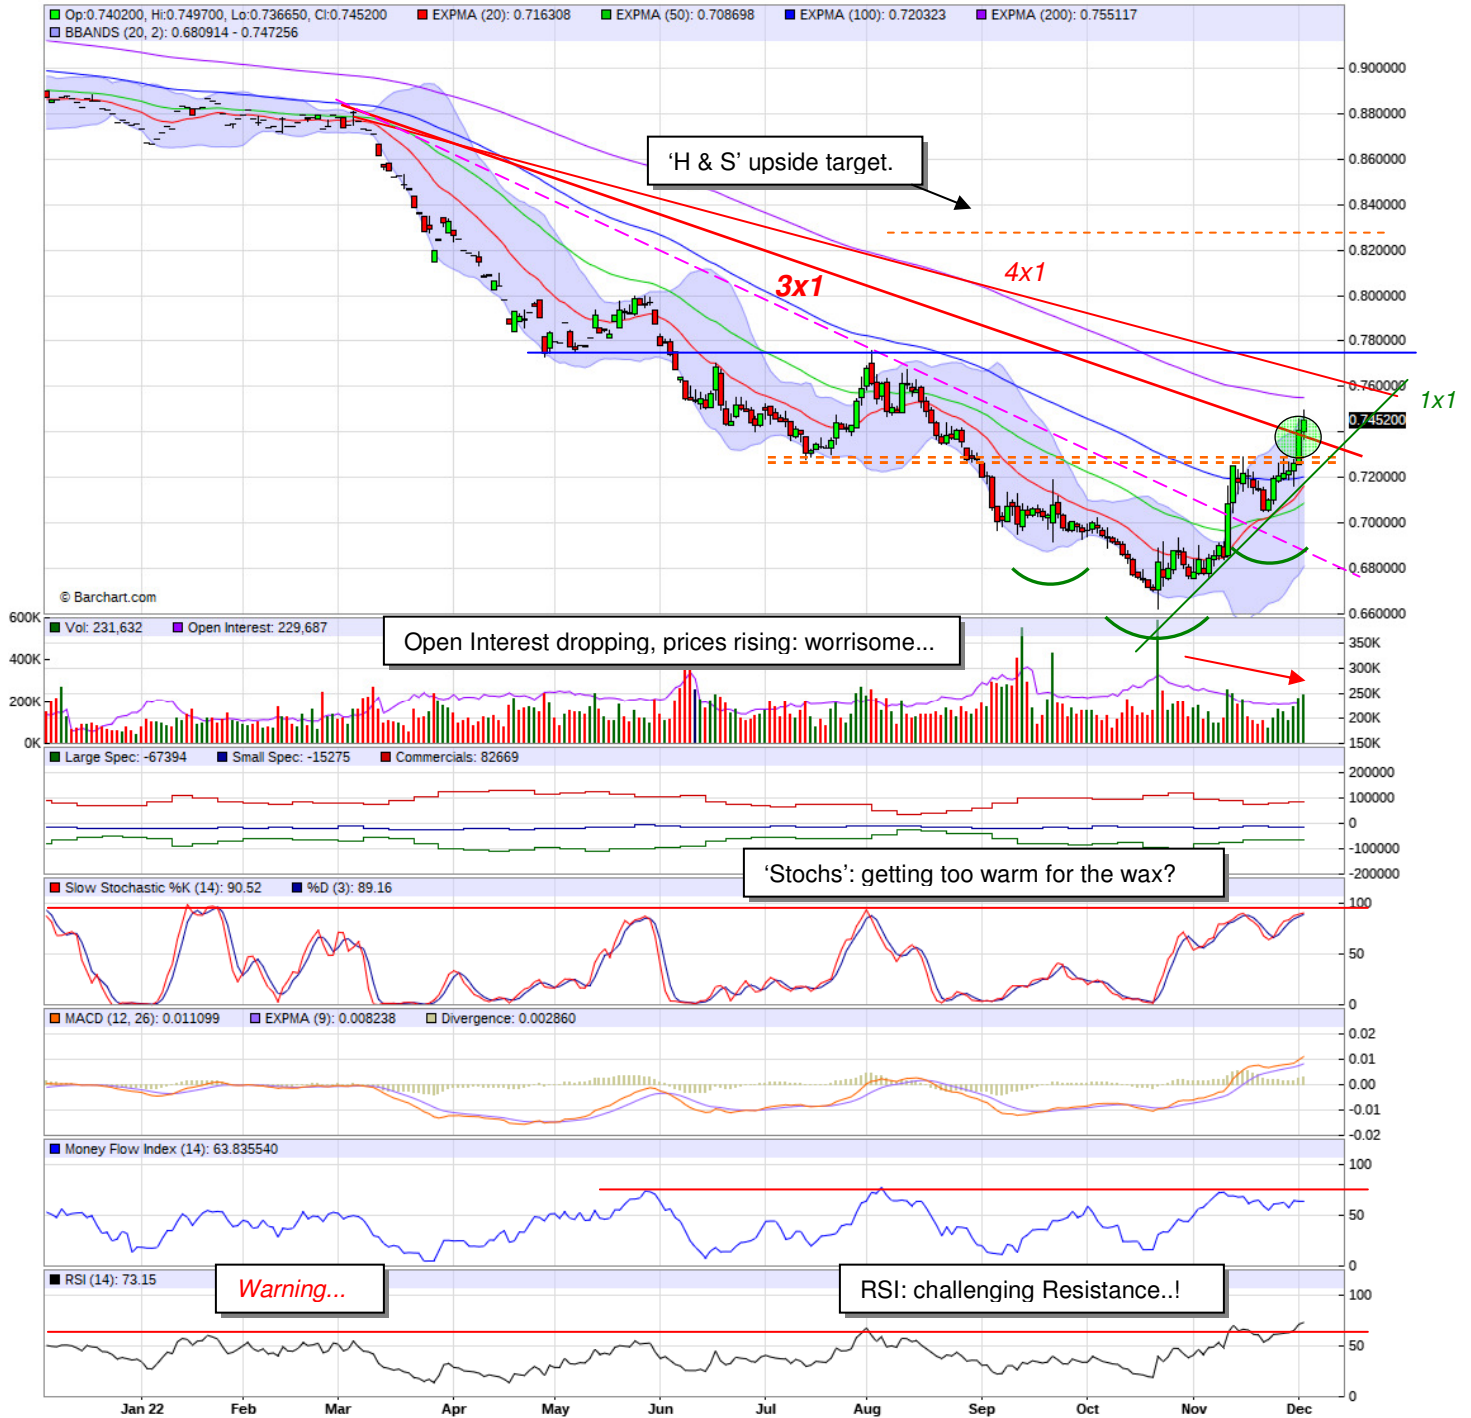 Op:0.740200, Hi:0.749700, Lo:0.736650, Cl:0.745200 EXPMA (20): 0.716308 EXPMA (50): 0.708698 EXPMA (100): 0.720323 EXPMA (200): 0.755117
BBANDS (20, 2): 0.680914 - 0.747256
0.900000
0.880000
0.860000
‘H & S’ upside target.
0.840000
0.820000
4x1
3x1
0.800000
0.780000
0.760000
1x1
0.745200
0.720000
0.700000
0.680000
© Barchart.com
0.660000
600K
Vol: 231,632 Open Interest: 229,687
Open Interest dropping, prices rising: worrisome...
350K
400K
300K
250K
200K
200K
0K
150K
Large Spec: -67394 Small Spec: -15275 Commercials: 82669
200000
100000
0
-100000
-200000
‘Stochs’: getting too warm for the wax?
Slow Stochastic %K (14): 90.52 %D (3): 89.16
100
50
0
MACD (12, 26): 0.011099 EXPMA (9): 0.008238 Divergence: 0.002860
0.02
0.01
0.00
-0.01
-0.02
Money Flow Index (14): 63.835540
100
50
0
RSI (14): 73.15
Warning...
RSI: challenging Resistance..!
100
50
0
Jan 22 Feb Mar Apr May Jun Jul Aug Sep Oct Nov Dec